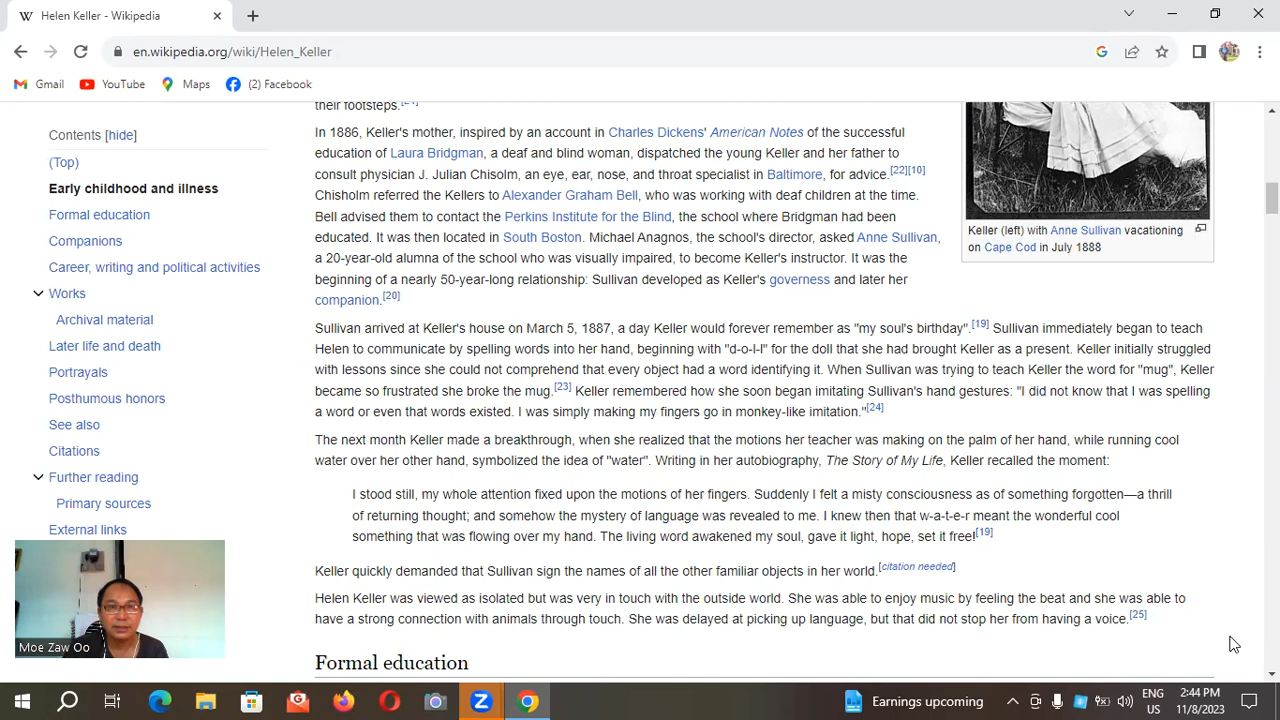 Helen Keller - Wikipedia
en.wikipedia.org/wiki/Helen_Keller
Gmail YouTube Maps (2) Facebook
Contents [hide]
(Top)
Early childhood and illness
Formal education
Companions
Career, writing and political activities
Works
Archival material
Later life and death
Portrayals
Posthumous honors
See also
Citations
Further reading
Primary sources
External links
their footsteps.[21]
In 1886, Keller's mother, inspired by an account in Charles Dickens' American Notes of the successful
education of Laura Bridgman, a deaf and blind woman, dispatched the young Keller and her father to
consult physician J. Julian Chisolm, an eye, ear, nose, and throat specialist in Baltimore, for advice.[22][10]
Chisholm referred the Kellers to Alexander Graham Bell, who was working with deaf children at the time.
Bell advised them to contact the Perkins Institute for the Blind, the school where Bridgman had been
educated. It was then located in South Boston. Michael Anagnos, the school's director, asked Anne Sullivan,
a 20-year-old alumna of the school who was visually impaired, to become Keller's instructor. It was the
beginning of a nearly 50-year-long relationship: Sullivan developed as Keller's governess and later her
companion.[20]
Keller (left) with Anne Sullivan vacationing
on Cape Cod in July 1888
Sullivan arrived at Keller's house on March 5, 1887, a day Keller would forever remember as "my soul's birthday".[19] Sullivan immediately began to teach
Helen to communicate by spelling words into her hand, beginning with "d-o-l-l" for the doll that she had brought Keller as a present. Keller initially struggled
with lessons since she could not comprehend that every object had a word identifying it. When Sullivan was trying to teach Keller the word for "mug", Keller
became so frustrated she broke the mug.[23] Keller remembered how she soon began imitating Sullivan's hand gestures: "I did not know that I was spelling
a word or even that words existed. I was simply making my fingers go in monkey-like imitation."[24]
The next month Keller made a breakthrough, when she realized that the motions her teacher was making on the palm of her hand, while running cool
water over her other hand, symbolized the idea of "water". Writing in her autobiography, The Story of My Life, Keller recalled the moment:
I stood still, my whole attention fixed upon the motions of her fingers. Suddenly I felt a misty consciousness as of something forgotten—a thrill
of returning thought; and somehow the mystery of language was revealed to me. I knew then that w-a-t-e-r meant the wonderful cool
something that was flowing over my hand. The living word awakened my soul, gave it light, hope, set it free![19]
Keller quickly demanded that Sullivan sign the names of all the other familiar objects in her world.[citation needed]
Helen Keller was viewed as isolated but was very in touch with the outside world. She was able to enjoy music by feeling the beat and she was able to
have a strong connection with animals through touch. She was delayed at picking up language, but that did not stop her from having a voice.[25]
Formal education
Moe Zaw Oo
Earnings upcoming
ENG
US
2:44 PM
11/8/2023